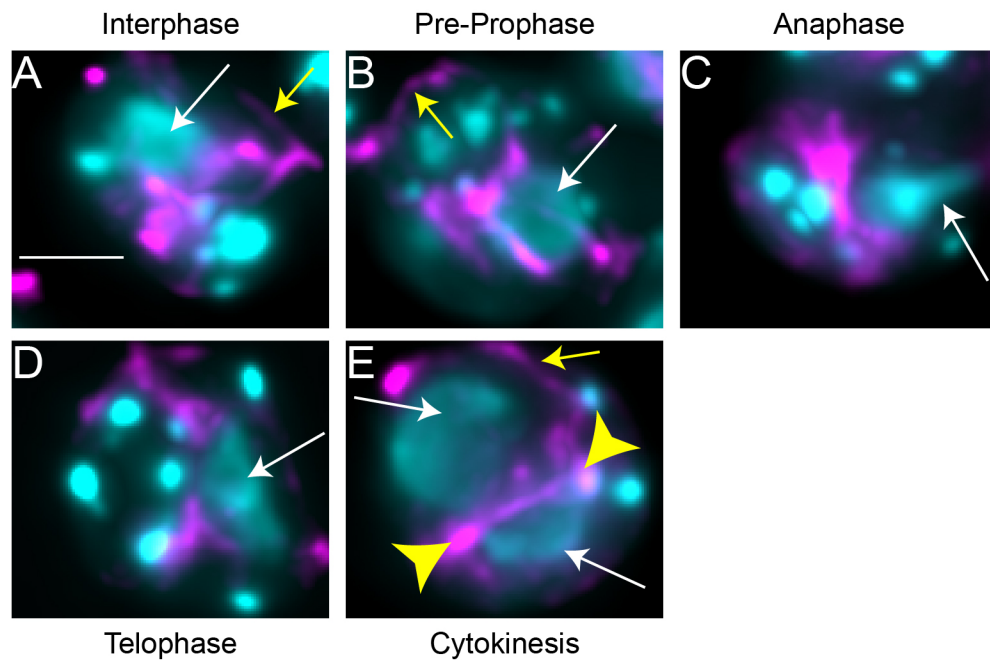 Interphase
Pre-Prophase
Anaphase
A
B
C
D
E
Telophase
Cytokinesis